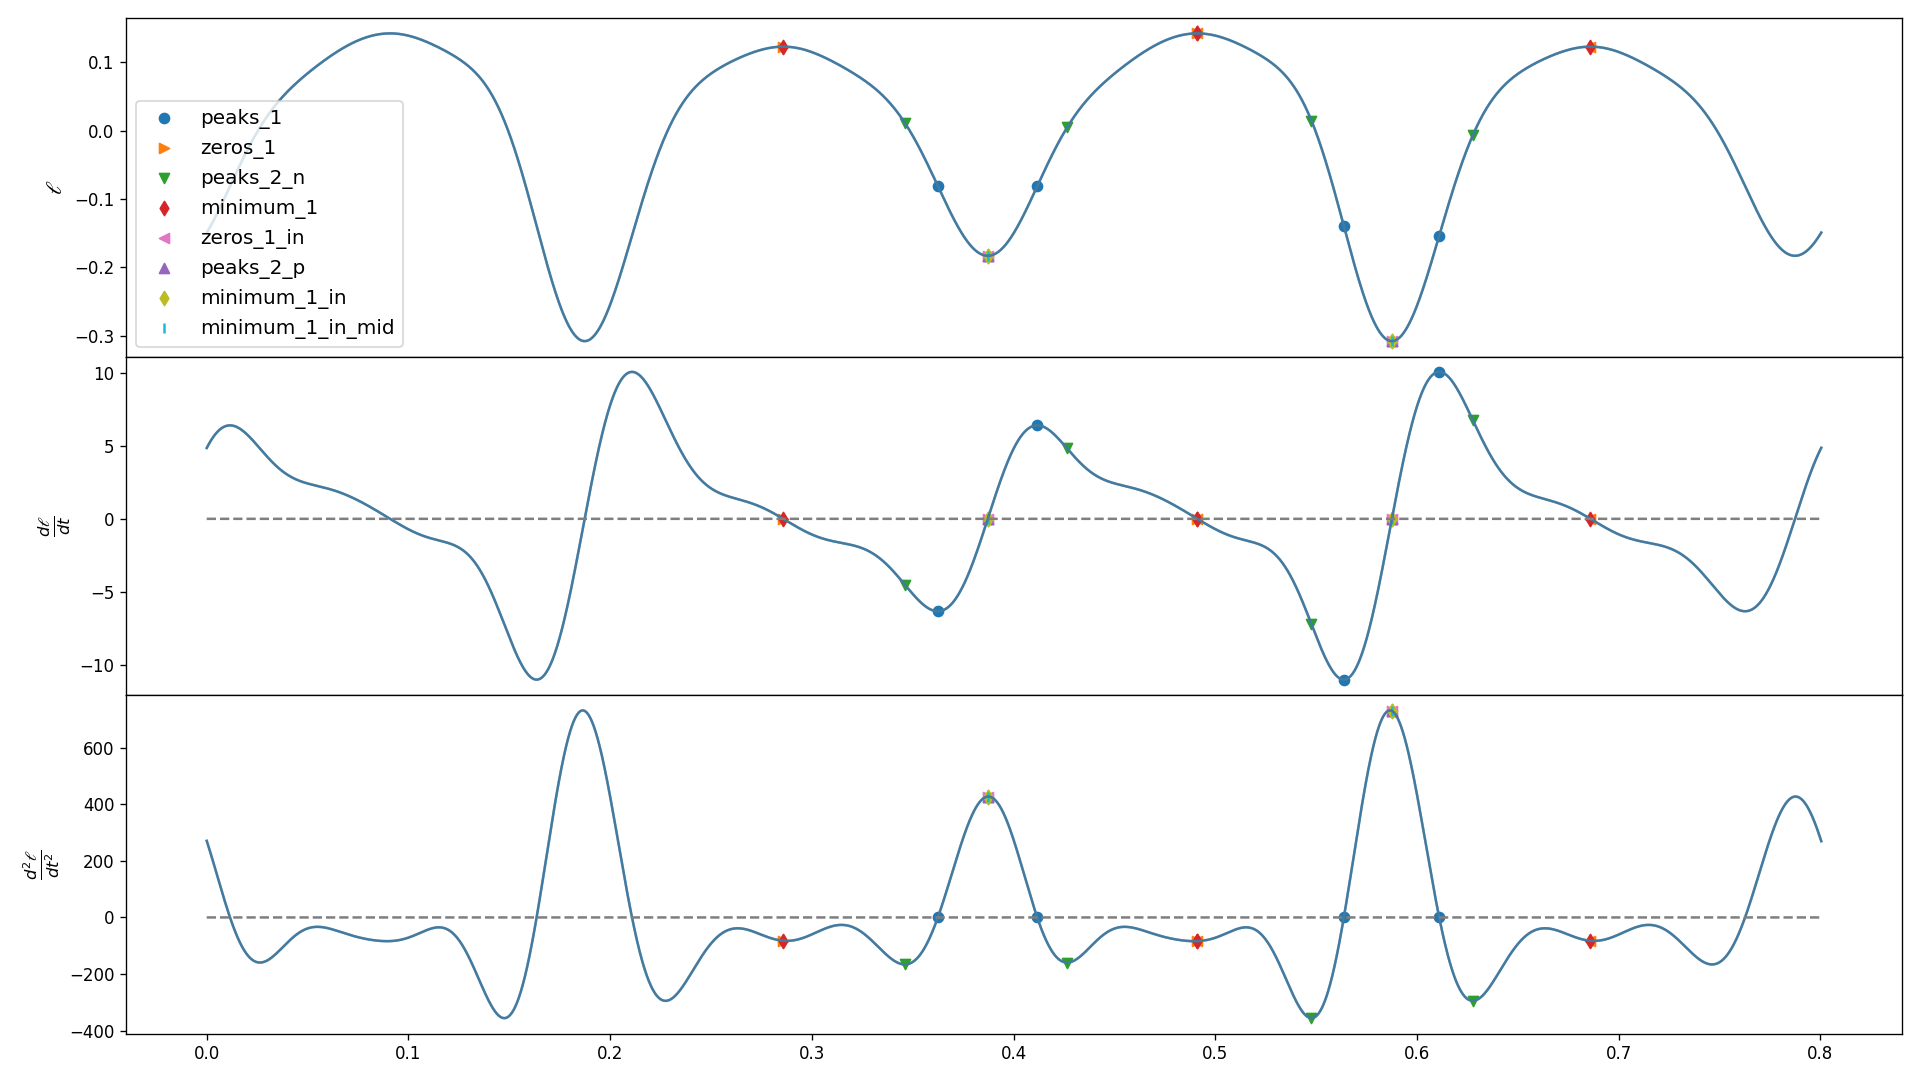 0.1
0.0
−0.1
−0.2
−0.3
ℓ
peaks_1
zeros_1
peaks_2_n
minimum_1
zeros_1_in
peaks_2_p
minimum_1_in
minimum_1_in_mid
10
5
0
−5
−10
dℓ
dt
600
400
200
0
−200
−400
d²ℓ
dt²
0.0 0.1 0.2 0.3 0.4 0.5 0.6 0.7 0.8